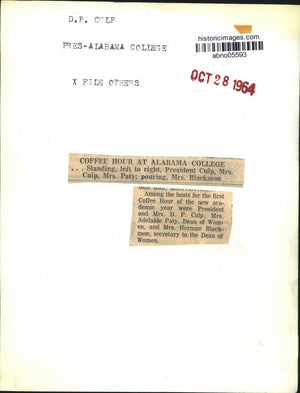 D.P. CULP
historicimages.com
abno05593
PRES-ALABAMA COLLEGE
OCT 28 1964
X FILE OTHERS
COFFEE HOUR AT ALABAMA COLLEGE
. . . Standing, left to right, President Culp, Mrs.
Culp, Mrs. Paty; pouring, Mrs. Blackmon
Among the hosts for the first
Coffee Hour of the new aca-
demic year were President
and Mrs. D. P. Culp; Mrs.
Adelaide Paty, Dean of Wom-
en, and Mrs. Herman Black-
mon, secretary to the Dean of
Women.